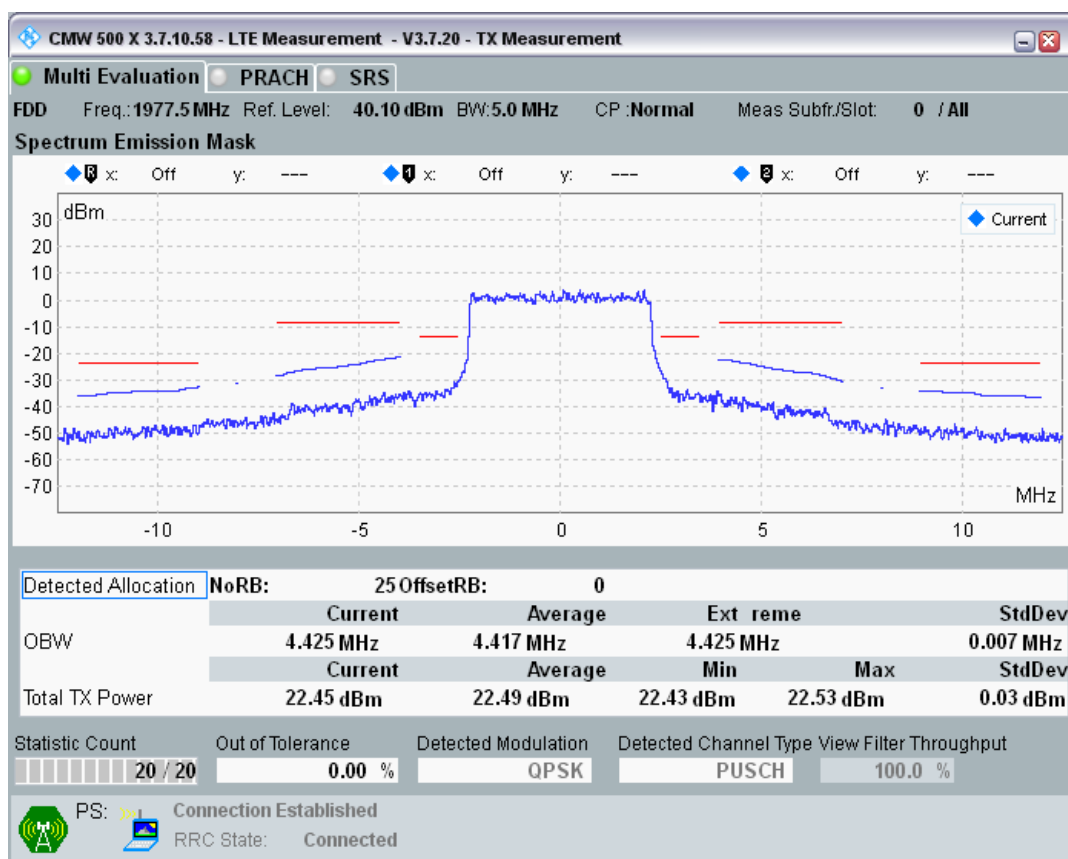 CMW 500 X 3.7.10.58 - LTE Measurement - V3.7.20 - TX Measurement
Multi Evaluation PRACH SRS
FDD Freq.: 1977.5 MHz Ref. Level: 40.10 dBm BW: 5.0 MHz CP : Normal Meas Subfr./Slot: 0 / All
Spectrum Emission Mask
R x: Off y: --- 1 x: Off y: --- 2 x: Off y: ---
dBm
Current
30
20
10
0
-10
-20
-30
-40
-50
-60
-70
MHz
-10 -5 0 5 10
Detected Allocation NoRB: 25 OffsetRB: 0
Current Average Ext reme StdDev
OBW 4.425 MHz 4.417 MHz 4.425 MHz 0.007 MHz
Current Average Min Max StdDev
Total TX Power 22.45 dBm 22.49 dBm 22.43 dBm 22.53 dBm 0.03 dBm
Statistic Count Out of Tolerance Detected Modulation Detected Channel Type View Filter Throughput
20 / 20 0.00 % QPSK PUSCH 100.0 %
PS: Connection Established
RRC State: Connected